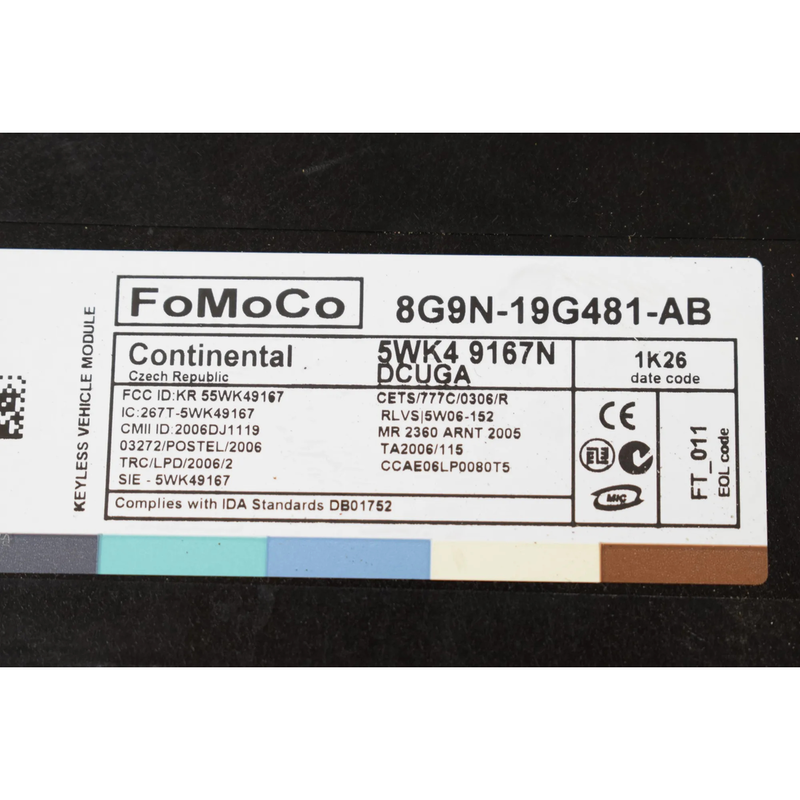 KEYLESS VEHICLE MODULE
FoMoCo
8G9N-19G481-AB
Continental
Czech Republic
5WK4 9167N
DCUGA
1K26
date code
FCC ID:KR 55WK49167
IC:267T-5WK49167
CMII ID:2006DJ1119
03272/POSTEL/2006
TRC/LPD/2006/2
SIE - 5WK49167
CETS/777C/0306/R
RLVS|5W06-152
MR 2360 ARNT 2005
TA2006/115
CCAE06LP0080T5
Complies with IDA Standards DB01752
CE
MIC
FT_011
EOL code